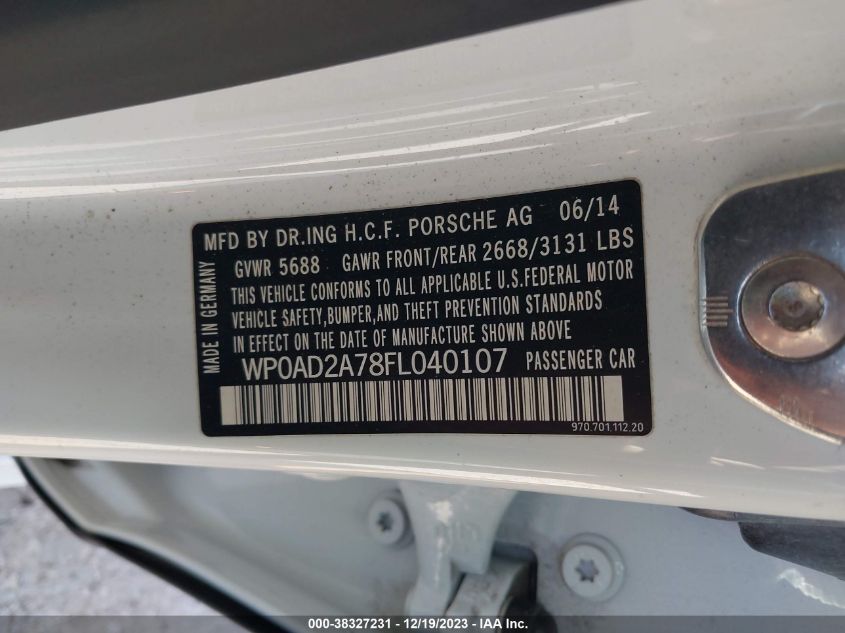 MFD BY DR.ING H.C.F. PORSCHE AG 06/14
GVWR 5688 GAWR FRONT/REAR 2668/3131 LBS
THIS VEHICLE CONFORMS TO ALL APPLICABLE U.S.FEDERAL MOTOR
VEHICLE SAFETY,BUMPER,AND THEFT PREVENTION STANDARDS
IN EFFECT ON THE DATE OF MANUFACTURE SHOWN ABOVE
WP0AD2A78FL040107 PASSENGER CAR
MADE IN GERMANY
970.701.112.20
000-38327231 - 12/19/2023 - IAA Inc.